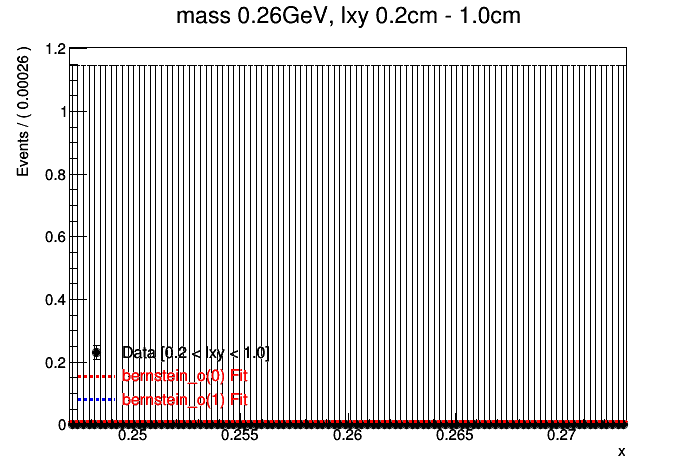 mass 0.26GeV, lxy 0.2cm - 1.0cm
Events / ( 0.00026 )
1.2
1
0.8
0.6
0.4
0.2
0
Data [0.2 < lxy < 1.0]
bernstein_o(0) Fit
bernstein_o(1) Fit
0.25 0.255 0.26 0.265 0.27
x